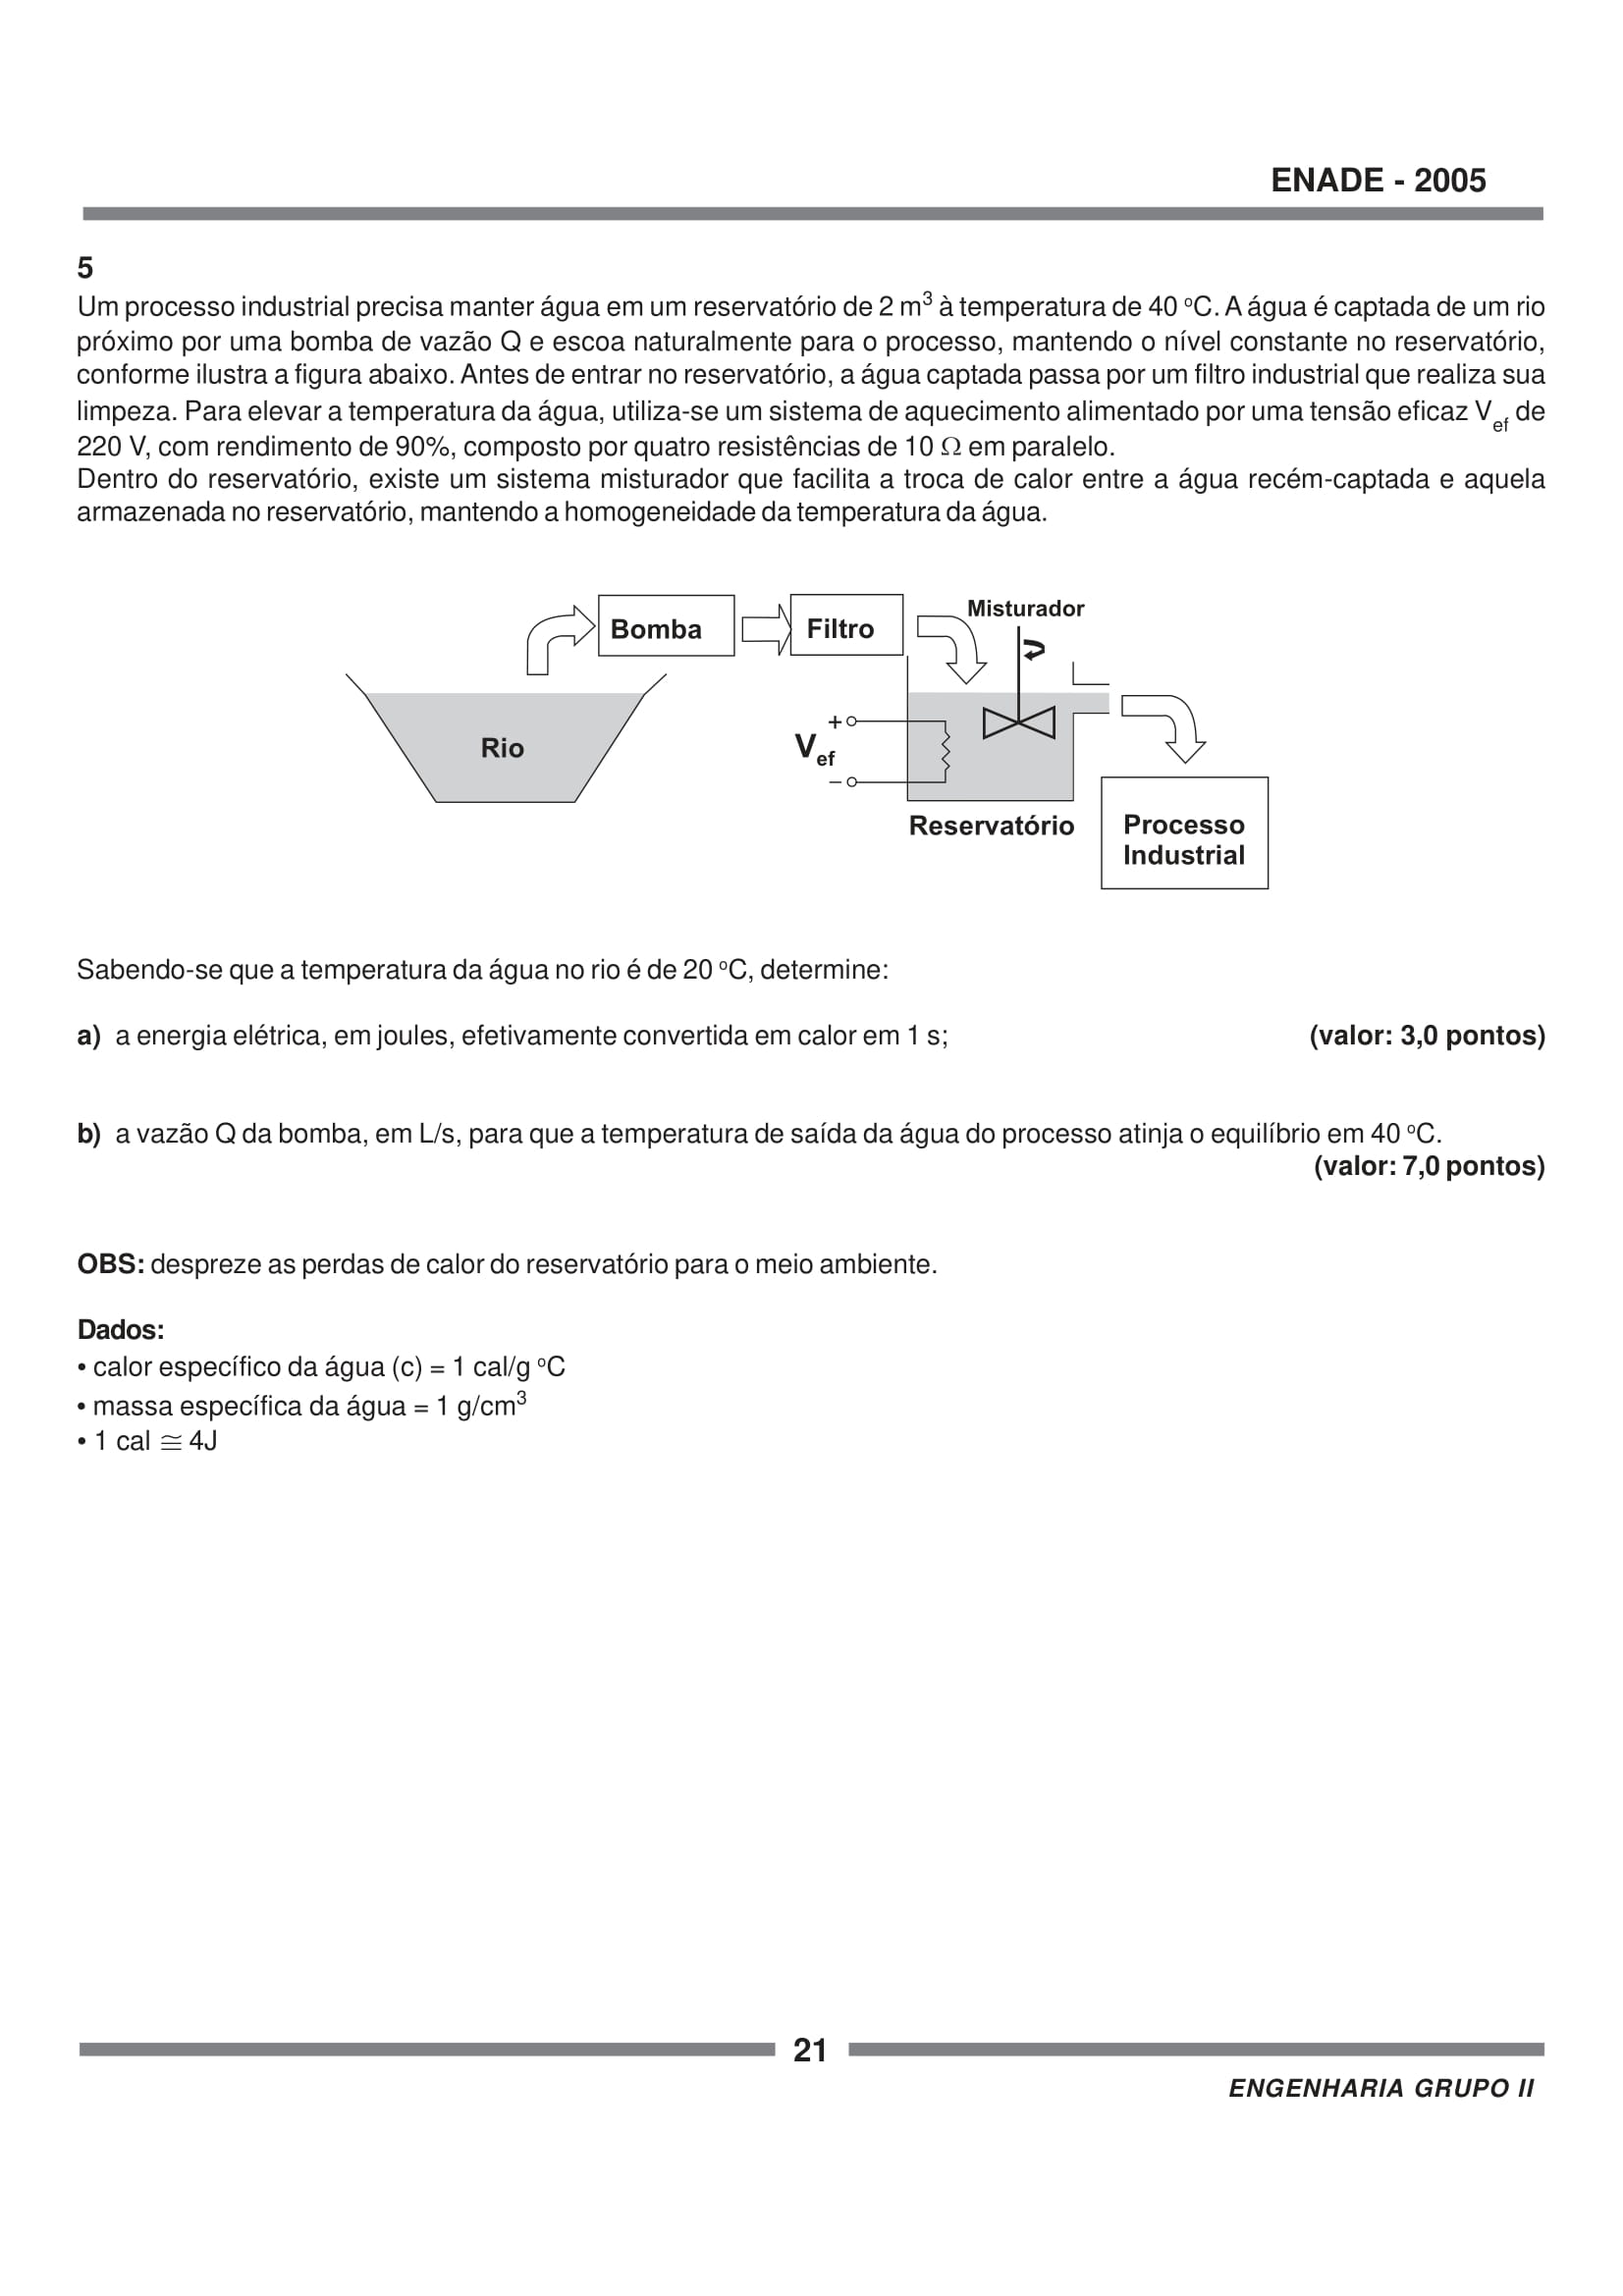 ENADE - 2005
5
Um processo industrial precisa manter água em um reservatório de 2 m³ à temperatura de 40 ºC. A água é captada de um rio
próximo por uma bomba de vazão Q e escoa naturalmente para o processo, mantendo o nível constante no reservatório,
conforme ilustra a figura abaixo. Antes de entrar no reservatório, a água captada passa por um filtro industrial que realiza sua
limpeza. Para elevar a temperatura da água, utiliza-se um sistema de aquecimento alimentado por uma tensão eficaz Vef de
220 V, com rendimento de 90%, composto por quatro resistências de 10 Ω em paralelo.
Dentro do reservatório, existe um sistema misturador que facilita a troca de calor entre a água recém-captada e aquela
armazenada no reservatório, mantendo a homogeneidade da temperatura da água.
Misturador
Bomba
Filtro
Rio
+
Vef
–
Reservatório
Processo
Industrial
Sabendo-se que a temperatura da água no rio é de 20 ºC, determine:
a) a energia elétrica, em joules, efetivamente convertida em calor em 1 s; (valor: 3,0 pontos)
b) a vazão Q da bomba, em L/s, para que a temperatura de saída da água do processo atinja o equilíbrio em 40 ºC.
(valor: 7,0 pontos)
OBS: despreze as perdas de calor do reservatório para o meio ambiente.
Dados:
• calor específico da água (c) = 1 cal/g ºC
• massa específica da água = 1 g/cm³
• 1 cal ≅ 4J
21
ENGENHARIA GRUPO II